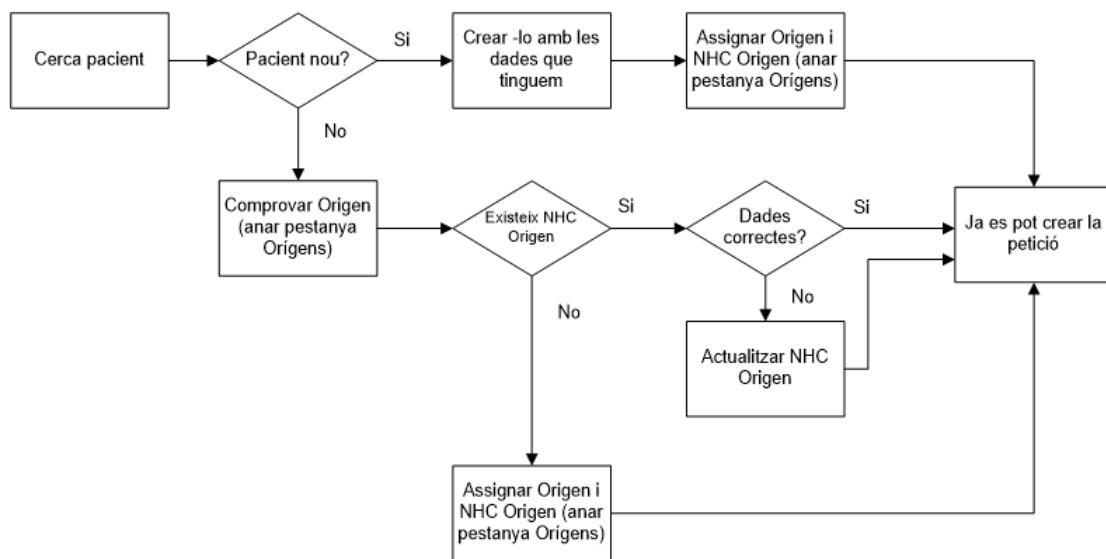 Cerca pacient
Pacient nou?
Si
Crear -lo amb les
dades que
tinguem
Assignar Origen i
NHC Origen (anar
pestanya Orígens)
No
Comprovar Origen
(anar pestanya
Orígens)
Existeix NHC
Origen
Si
Dades
correctes?
Si
Ja es pot crear la
petició
No
No
Actualitzar NHC
Origen
Assignar Origen i
NHC Origen (anar
pestanya Orígens)